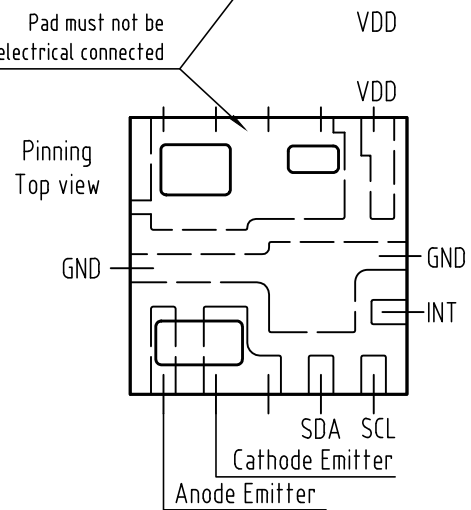 Pad must not be
electrical connected
VDD
VDD
Pinning
Top view
GND
GND
INT
SDA SCL
Cathode Emitter
Anode Emitter